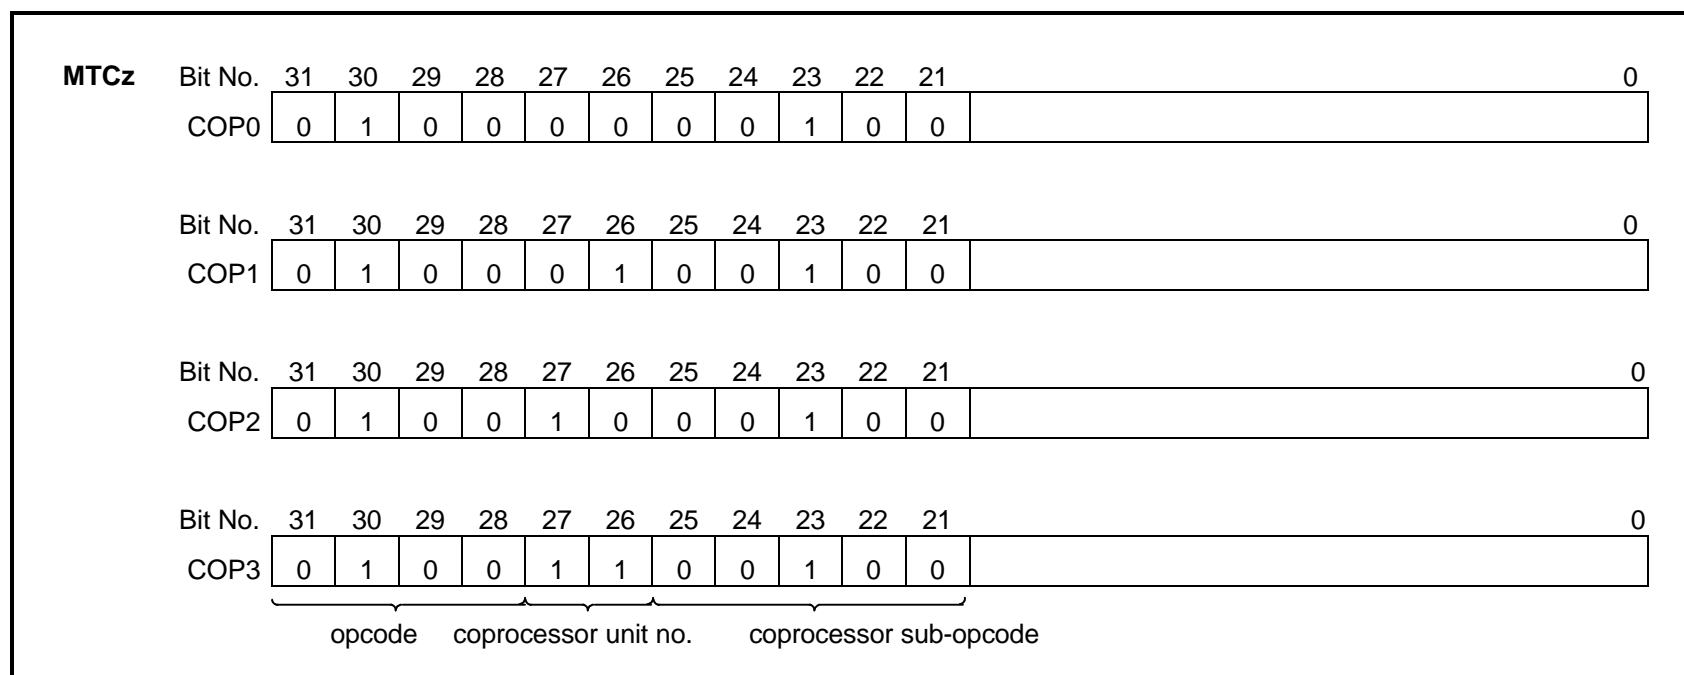 MTCz Bit No. 31 30 29 28 27 26 25 24 23 22 21 0
COP0 0 1 0 0 0 0 0 0 1 0 0
Bit No. 31 30 29 28 27 26 25 24 23 22 21 0
COP1 0 1 0 0 0 1 0 0 1 0 0
Bit No. 31 30 29 28 27 26 25 24 23 22 21 0
COP2 0 1 0 0 1 0 0 0 1 0 0
Bit No. 31 30 29 28 27 26 25 24 23 22 21 0
COP3 0 1 0 0 1 1 0 0 1 0 0
opcode coprocessor unit no. coprocessor sub-opcode